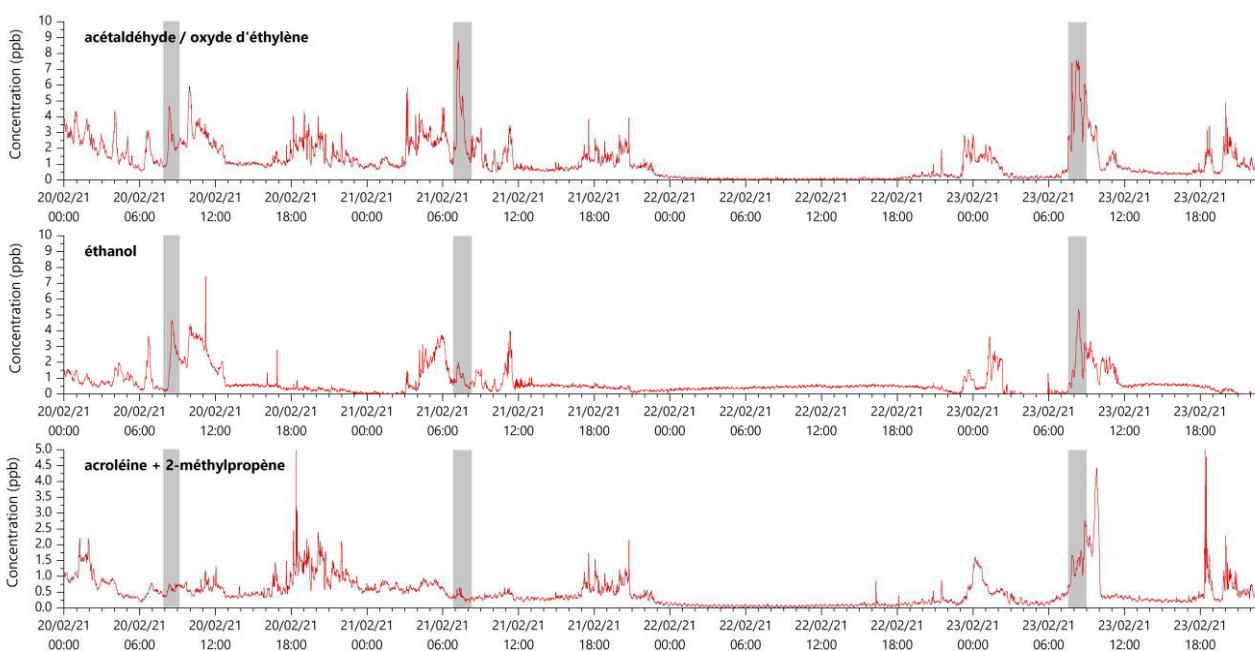 acétaldéhyde / oxyde d'éthylène
Concentration (ppb)
10
9
8
7
6
5
4
3
2
1
0
20/02/21 20/02/21 20/02/21 20/02/21 21/02/21 21/02/21 21/02/21 21/02/21 22/02/21 22/02/21 22/02/21 22/02/21 23/02/21 23/02/21 23/02/21 23/02/21
00:00 06:00 12:00 18:00 00:00 06:00 12:00 18:00 00:00 06:00 12:00 18:00 00:00 06:00 12:00 18:00
éthanol
Concentration (ppb)
10
9
8
7
6
5
4
3
2
1
0
20/02/21 20/02/21 20/02/21 20/02/21 21/02/21 21/02/21 21/02/21 21/02/21 22/02/21 22/02/21 22/02/21 22/02/21 23/02/21 23/02/21 23/02/21 23/02/21
00:00 06:00 12:00 18:00 00:00 06:00 12:00 18:00 00:00 06:00 12:00 18:00 00:00 06:00 12:00 18:00
acroléine + 2-méthylpropène
Concentration (ppb)
5.0
4.5
4.0
3.5
3.0
2.5
2.0
1.5
1.0
0.5
0.0
20/02/21 20/02/21 20/02/21 20/02/21 21/02/21 21/02/21 21/02/21 21/02/21 22/02/21 22/02/21 22/02/21 22/02/21 23/02/21 23/02/21 23/02/21 23/02/21
00:00 06:00 12:00 18:00 00:00 06:00 12:00 18:00 00:00 06:00 12:00 18:00 00:00 06:00 12:00 18:00